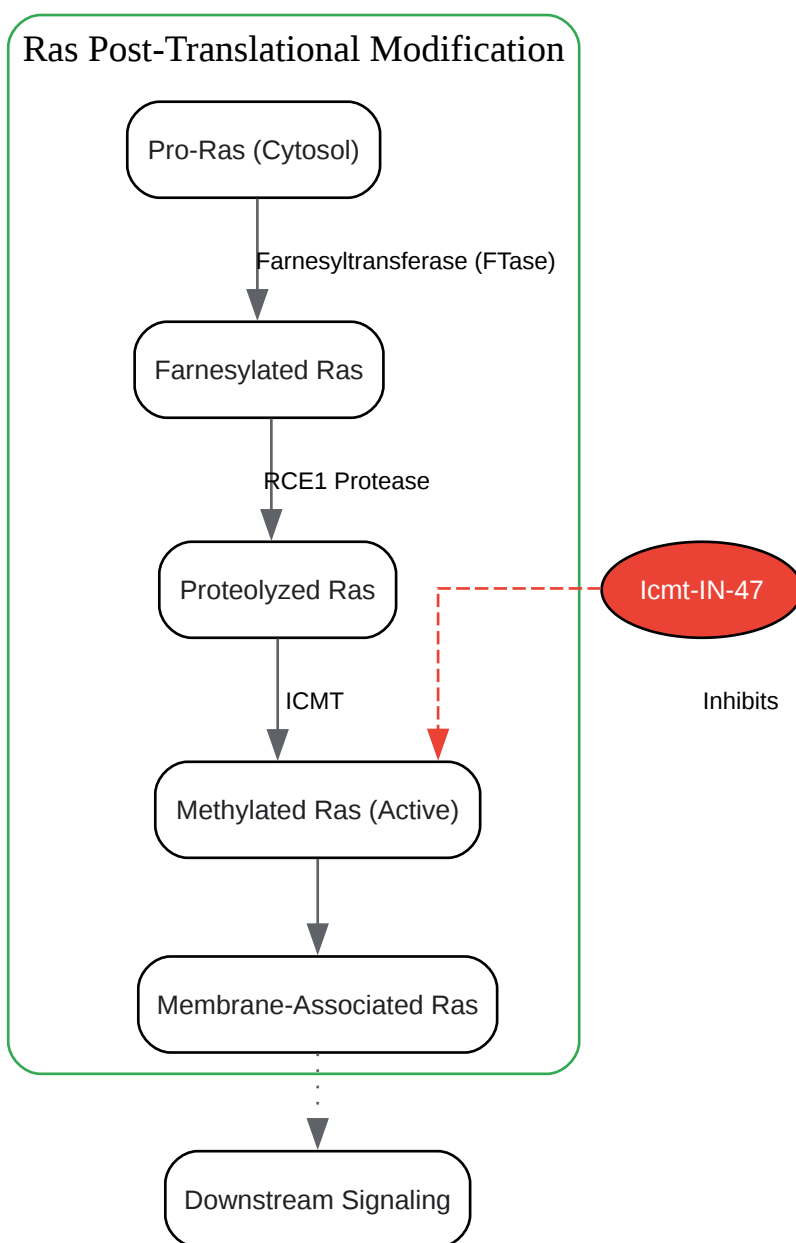 Ras Post-Translational Modification
Pro-Ras (Cytosol)
Farnesyltransferase (FTase)
Farnesylated Ras
RCE1 Protease
Proteolyzed Ras
Icmt-IN-47
ICMT
Inhibits
Methylated Ras (Active)
Membrane-Associated Ras
Downstream Signaling